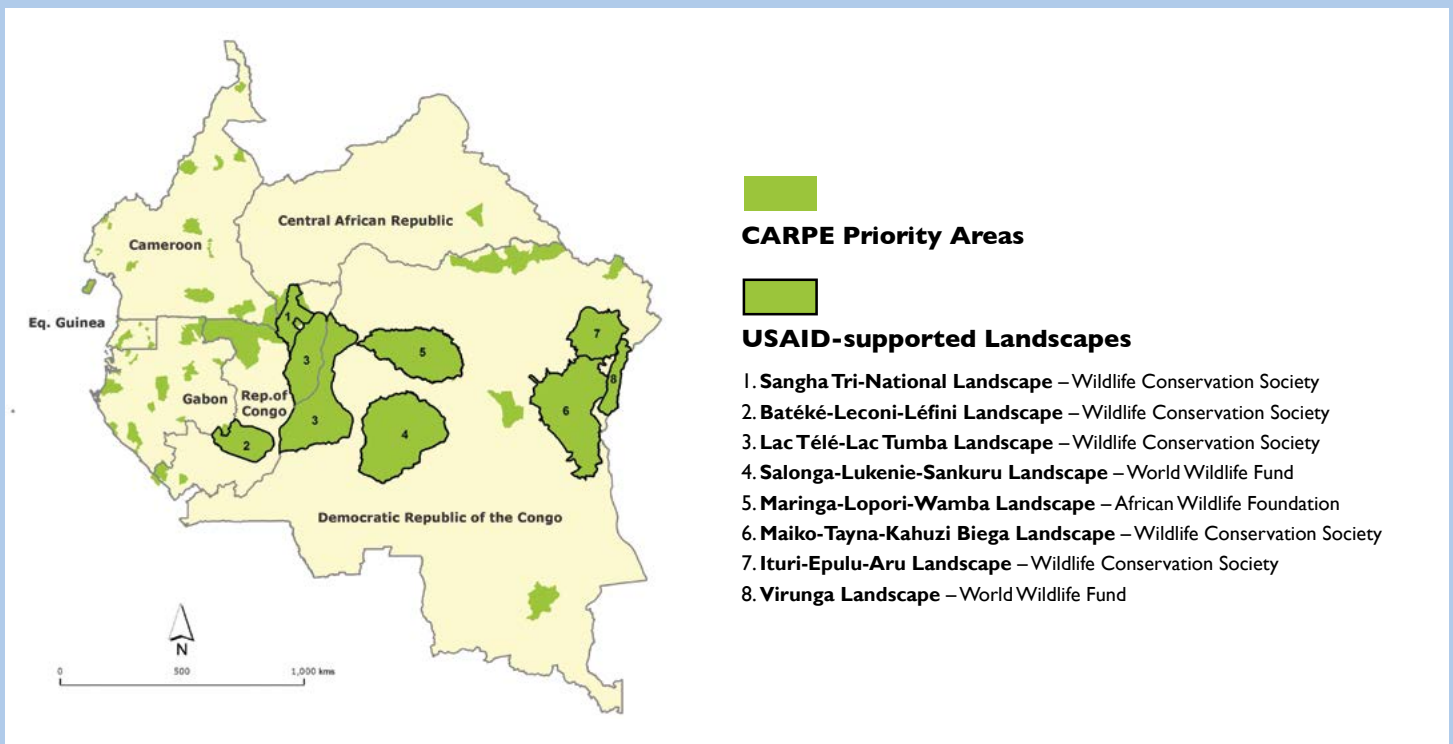 Central African Republic
Cameroon
Eq. Guinea
Gabon
Rep.of
Congo
Democratic Republic of the Congo
1
2
3
3
4
5
6
7
8
N
0 500 1,000 kms
CARPE Priority Areas
USAID-supported Landscapes
1. Sangha Tri-National Landscape – Wildlife Conservation Society
2. Batéké-Leconi-Léfini Landscape – Wildlife Conservation Society
3. Lac Télé-Lac Tumba Landscape – Wildlife Conservation Society
4. Salonga-Lukenie-Sankuru Landscape – World Wildlife Fund
5. Maringa-Lopori-Wamba Landscape – African Wildlife Foundation
6. Maiko-Tayna-Kahuzi Biega Landscape – Wildlife Conservation Society
7. Ituri-Epulu-Aru Landscape – Wildlife Conservation Society
8. Virunga Landscape – World Wildlife Fund